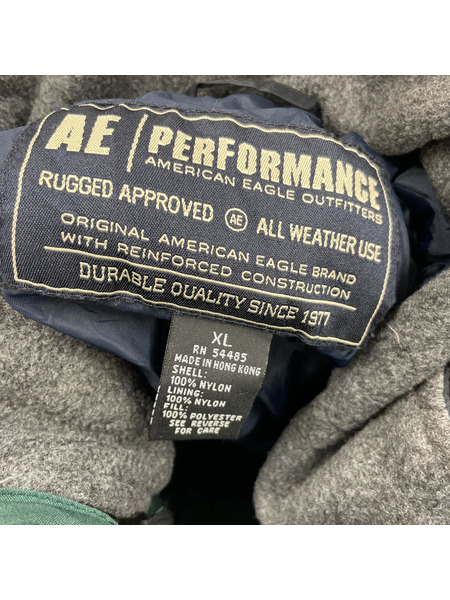 AE | PERFORMANCE
AMERICAN EAGLE OUTFITTERS
RUGGED APPROVED AE ALL WEATHER USE
ORIGINAL AMERICAN EAGLE BRAND
WITH REINFORCED CONSTRUCTION
DURABLE QUALITY SINCE 1977
XL
RN 54485
MADE IN HONG KONG
SHELL:
100% NYLON
LINING:
100% NYLON
FILL:
100% POLYESTER
SEE REVERSE
FOR CARE